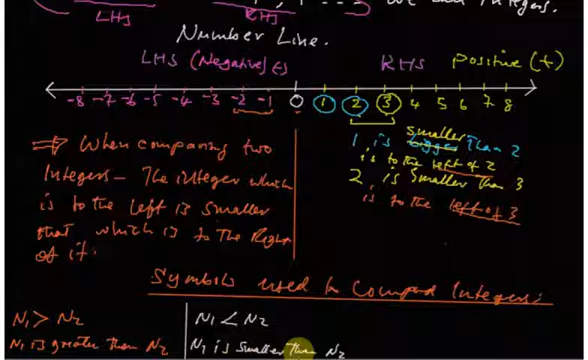 we call Integers.
LHS RHS
Number Line.
LHS (Negative) (-) RHS Positive (+)
-8 -7 -6 -5 -4 -3 -2 -1 0 1 2 3 4 5 6 7 8
⇒ When comparing two
Integers – The integer which
is to the left is smaller
that which is to the Right
of it.
smaller
1, is bigger Than 2
is to the left of 2
2, is smaller than 3
is to the left of 3
Symbols used to Compare Integers:
N₁ > N₂
N₁ is greater than N₂
N₁ < N₂
N₁ is smaller than N₂